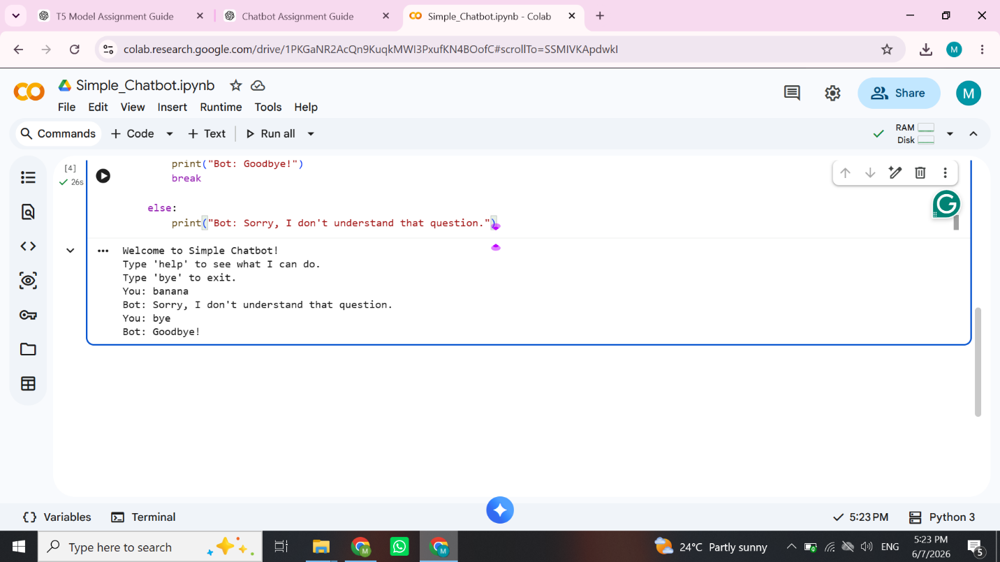 T5 Model Assignment Guide
Chatbot Assignment Guide
Simple_Chatbot.ipynb - Colab
colab.research.google.com/drive/1PKGaNR2AcQn9KuqkMWI3PxufKN4BOofC#scrollTo=SSMIVKApdwkI
M
Simple_Chatbot.ipynb
File Edit View Insert Runtime Tools Help
Share
M
Commands + Code + Text Run all
RAM
Disk
[4]
26s
print("Bot: Goodbye!")
break
else:
print("Bot: Sorry, I don't understand that question.")
Welcome to Simple Chatbot!
Type 'help' to see what I can do.
Type 'bye' to exit.
You: banana
Bot: Sorry, I don't understand that question.
You: bye
Bot: Goodbye!
Variables Terminal
5:23 PM Python 3
Type here to search
M
M
24°C Partly sunny
ENG
5:23 PM
6/7/2026
5